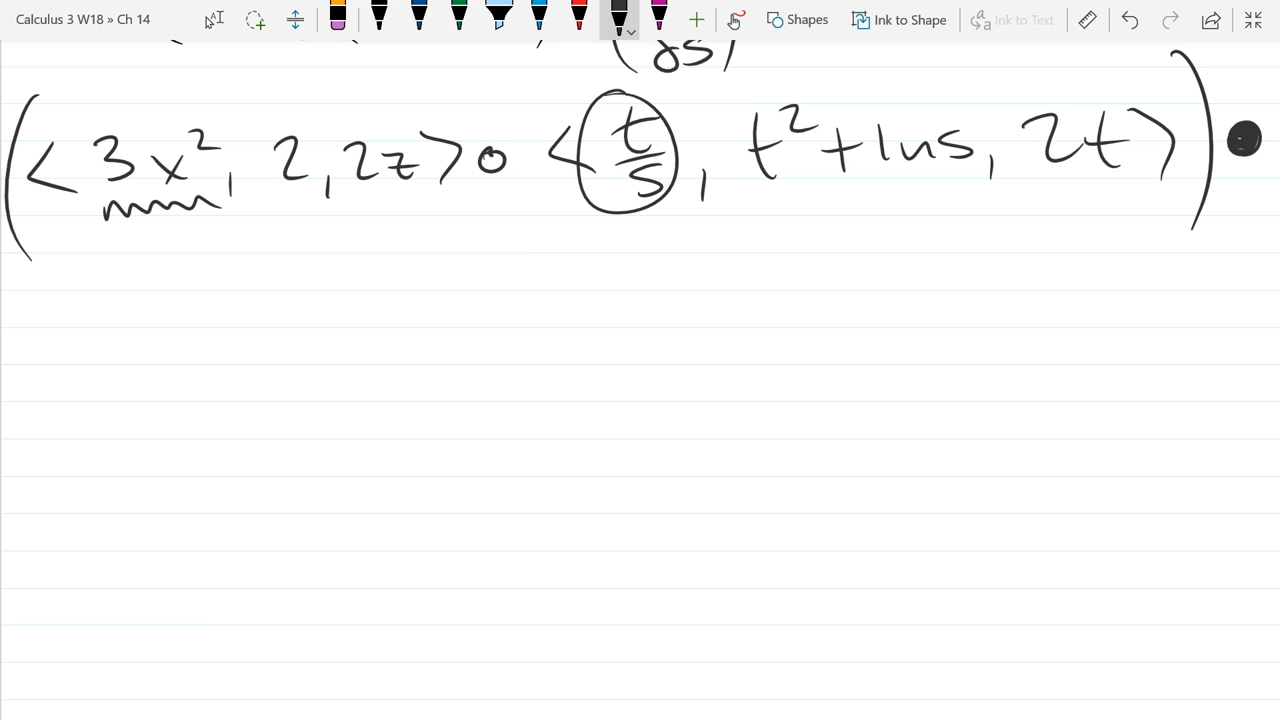 Calculus 3 W18 » Ch 14
Shapes
Ink to Shape
Ink to Text
(<3x², 2, 2z> ∘ <t/s, t²+lns, 2t>) •